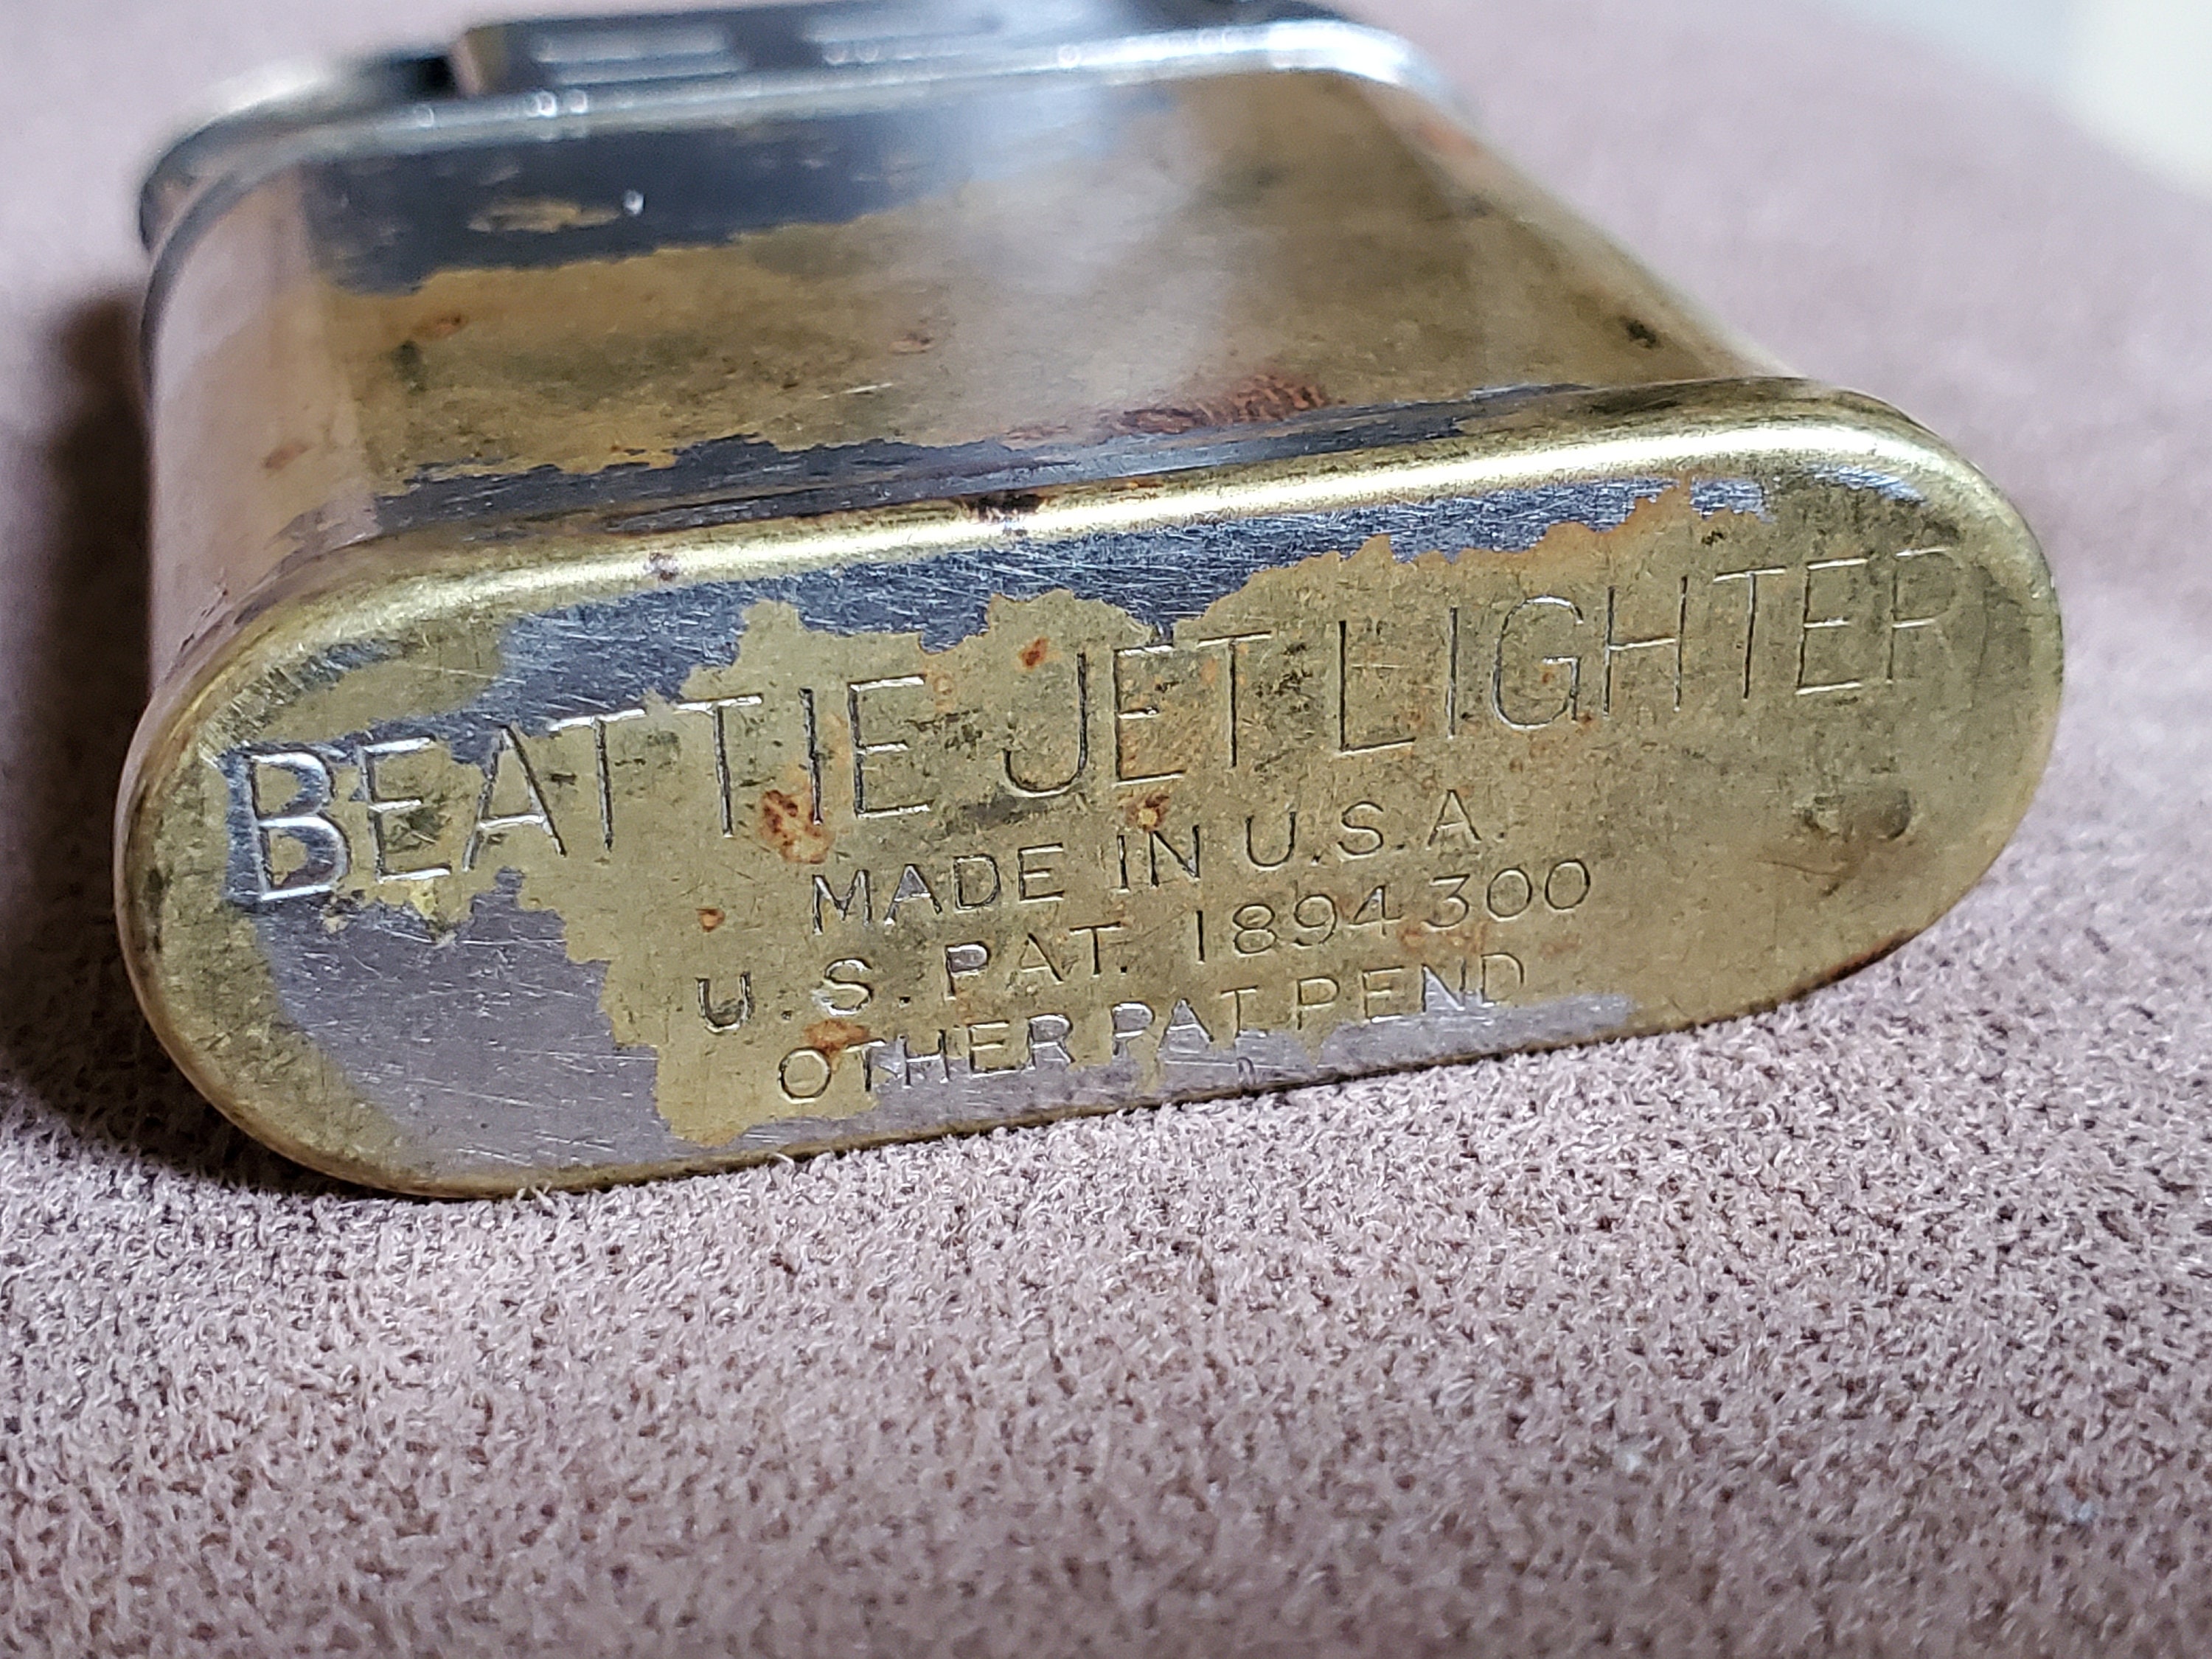 BEATTIE JET LIGHTER
MADE IN U.S.A.
U.S. PAT. 1894300
OTHER PAT PEND